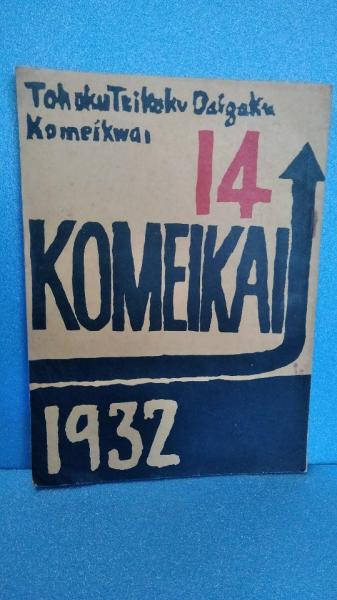 Tohoku Teikoku Daigaku
Komeikwai
14
KOMEIKAI
1932